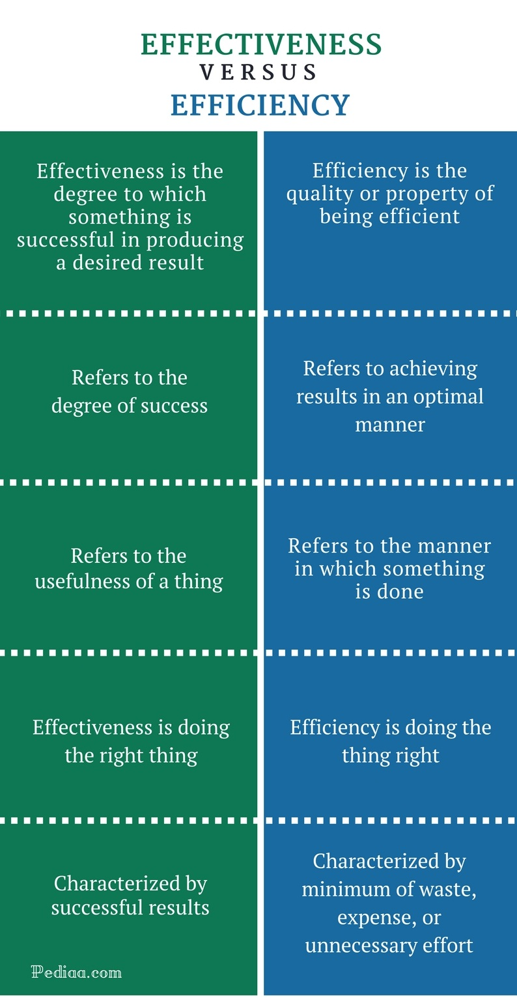 EFFECTIVENESS
VERSUS
EFFICIENCY
Effectiveness is the
degree to which
something is
successful in producing
a desired result
Efficiency is the
quality or property of
being efficient
Refers to the
degree of success
Refers to achieving
results in an optimal
manner
Refers to the
usefulness of a thing
Refers to the manner
in which something
is done
Effectiveness is doing
the right thing
Efficiency is doing the
thing right
Characterized by
successful results
Characterized by
minimum of waste,
expense, or
unnecessary effort
Pediaa.com